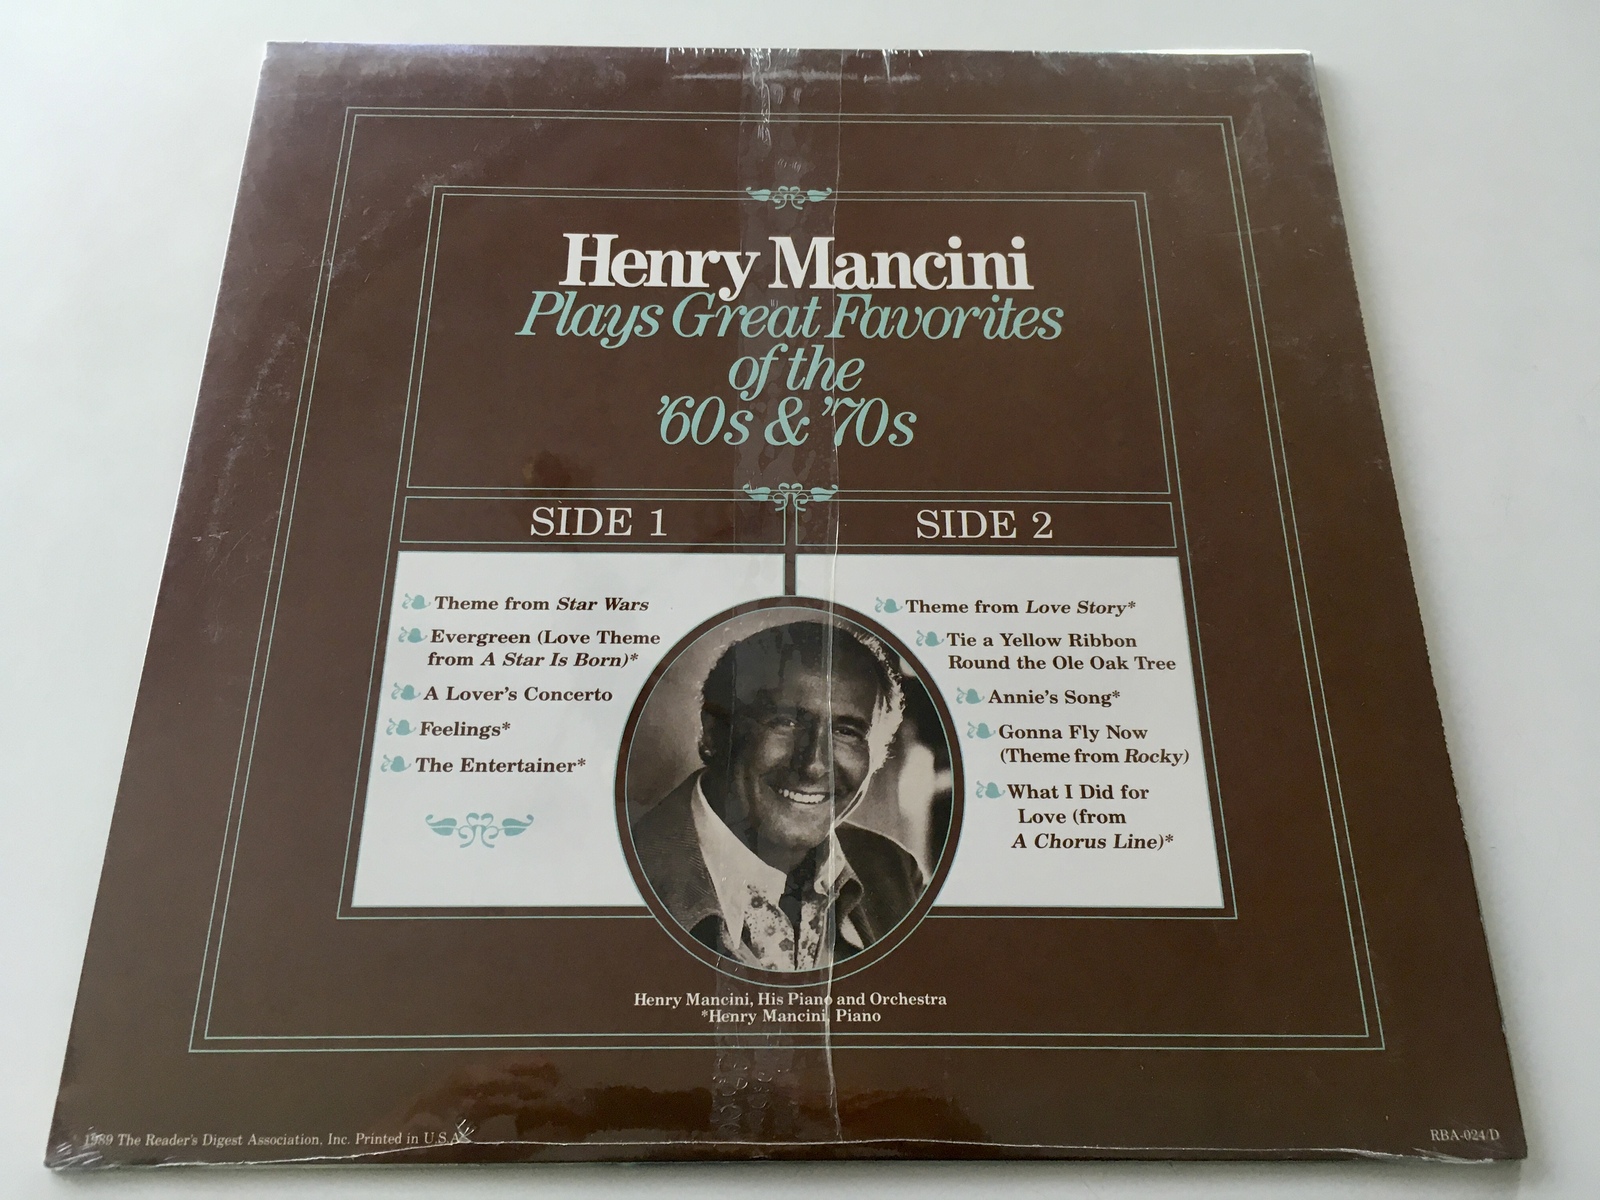 Henry Mancini
Plays Great Favorites
of the
'60s & '70s
SIDE 1
Theme from Star Wars
Evergreen (Love Theme
from A Star Is Born)*
A Lover's Concerto
Feelings*
The Entertainer*
SIDE 2
Theme from Love Story*
Tie a Yellow Ribbon
Round the Ole Oak Tree
Annie's Song*
Gonna Fly Now
(Theme from Rocky)
What I Did for
Love (from
A Chorus Line)*
Henry Mancini, His Piano and Orchestra
*Henry Mancini, Piano
1989 The Reader's Digest Association, Inc. Printed in U.S.A.
RBA-024/D